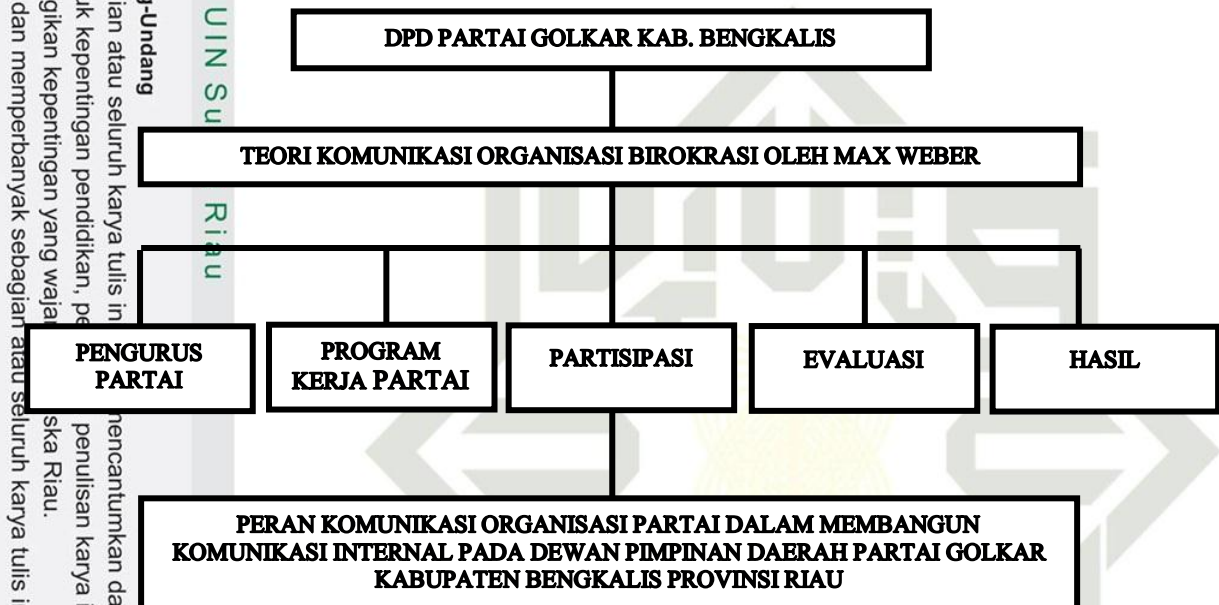 DPD PARTAI GOLKAR KAB. BENGKALIS
TEORI KOMUNIKASI ORGANISASI BIROKRASI OLEH MAX WEBER
PENGURUS
PARTAI
PROGRAM
KERJA PARTAI
PARTISIPASI
EVALUASI
HASIL
PERAN KOMUNIKASI ORGANISASI PARTAI DALAM MEMBANGUN
KOMUNIKASI INTERNAL PADA DEWAN PIMPINAN DAERAH PARTAI GOLKAR
KABUPATEN BENGKALIS PROVINSI RIAU
UIN Su Riau
g-Undang
ian atau seluruh karya tulis in mencantumkan da
uk kepentingan pendidikan, pe penulisan karya i
gikan kepentingan yang wajar ska Riau.
dan memperbanyak sebagian atau seluruh karya tulis i